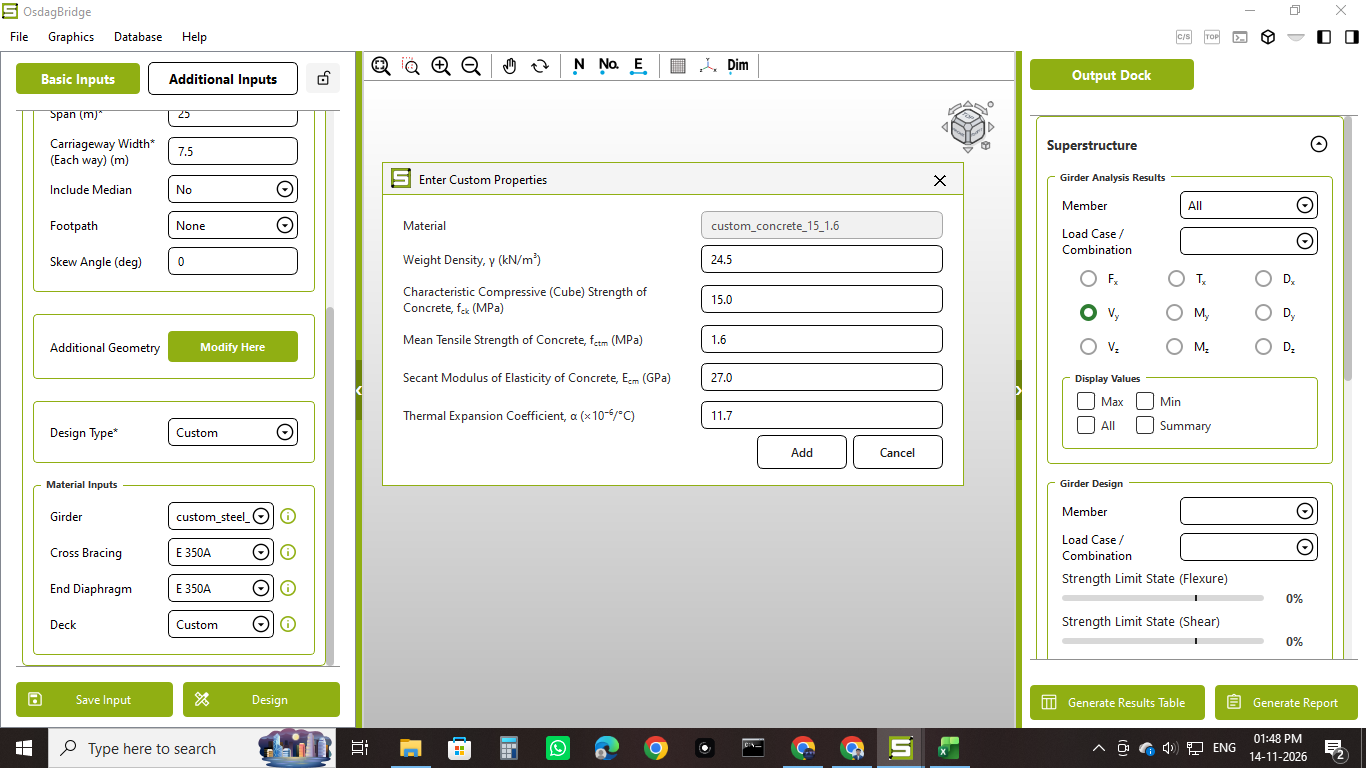 OsdagBridge
File Graphics Database Help
C/S TOP
Basic Inputs Additional Inputs
N No. E Dim
Output Dock
Span (m)* 25
Carriageway Width*
(Each way) (m) 7.5
Include Median No
Footpath None
Skew Angle (deg) 0
Additional Geometry Modify Here
Design Type* Custom
Material Inputs
Girder custom_steel_
Cross Bracing E 350A
End Diaphragm E 350A
Deck Custom
Save Input Design
Enter Custom Properties
Material custom_concrete_15_1.6
Weight Density, γ (kN/m³) 24.5
Characteristic Compressive (Cube) Strength of
Concrete, fck (MPa) 15.0
Mean Tensile Strength of Concrete, fctm (MPa) 1.6
Secant Modulus of Elasticity of Concrete, Ecm (GPa) 27.0
Thermal Expansion Coefficient, α (×10⁻⁶/°C) 11.7
Add Cancel
Superstructure
Girder Analysis Results
Member All
Load Case /
Combination
Fx Tx Dx
Vy My Dy
Vz Mz Dz
Display Values
Max Min
All Summary
Girder Design
Member
Load Case /
Combination
Strength Limit State (Flexure)
0%
Strength Limit State (Shear)
0%
Generate Results Table Generate Report
Type here to search
ENG
01:48 PM
14-11-2026
2